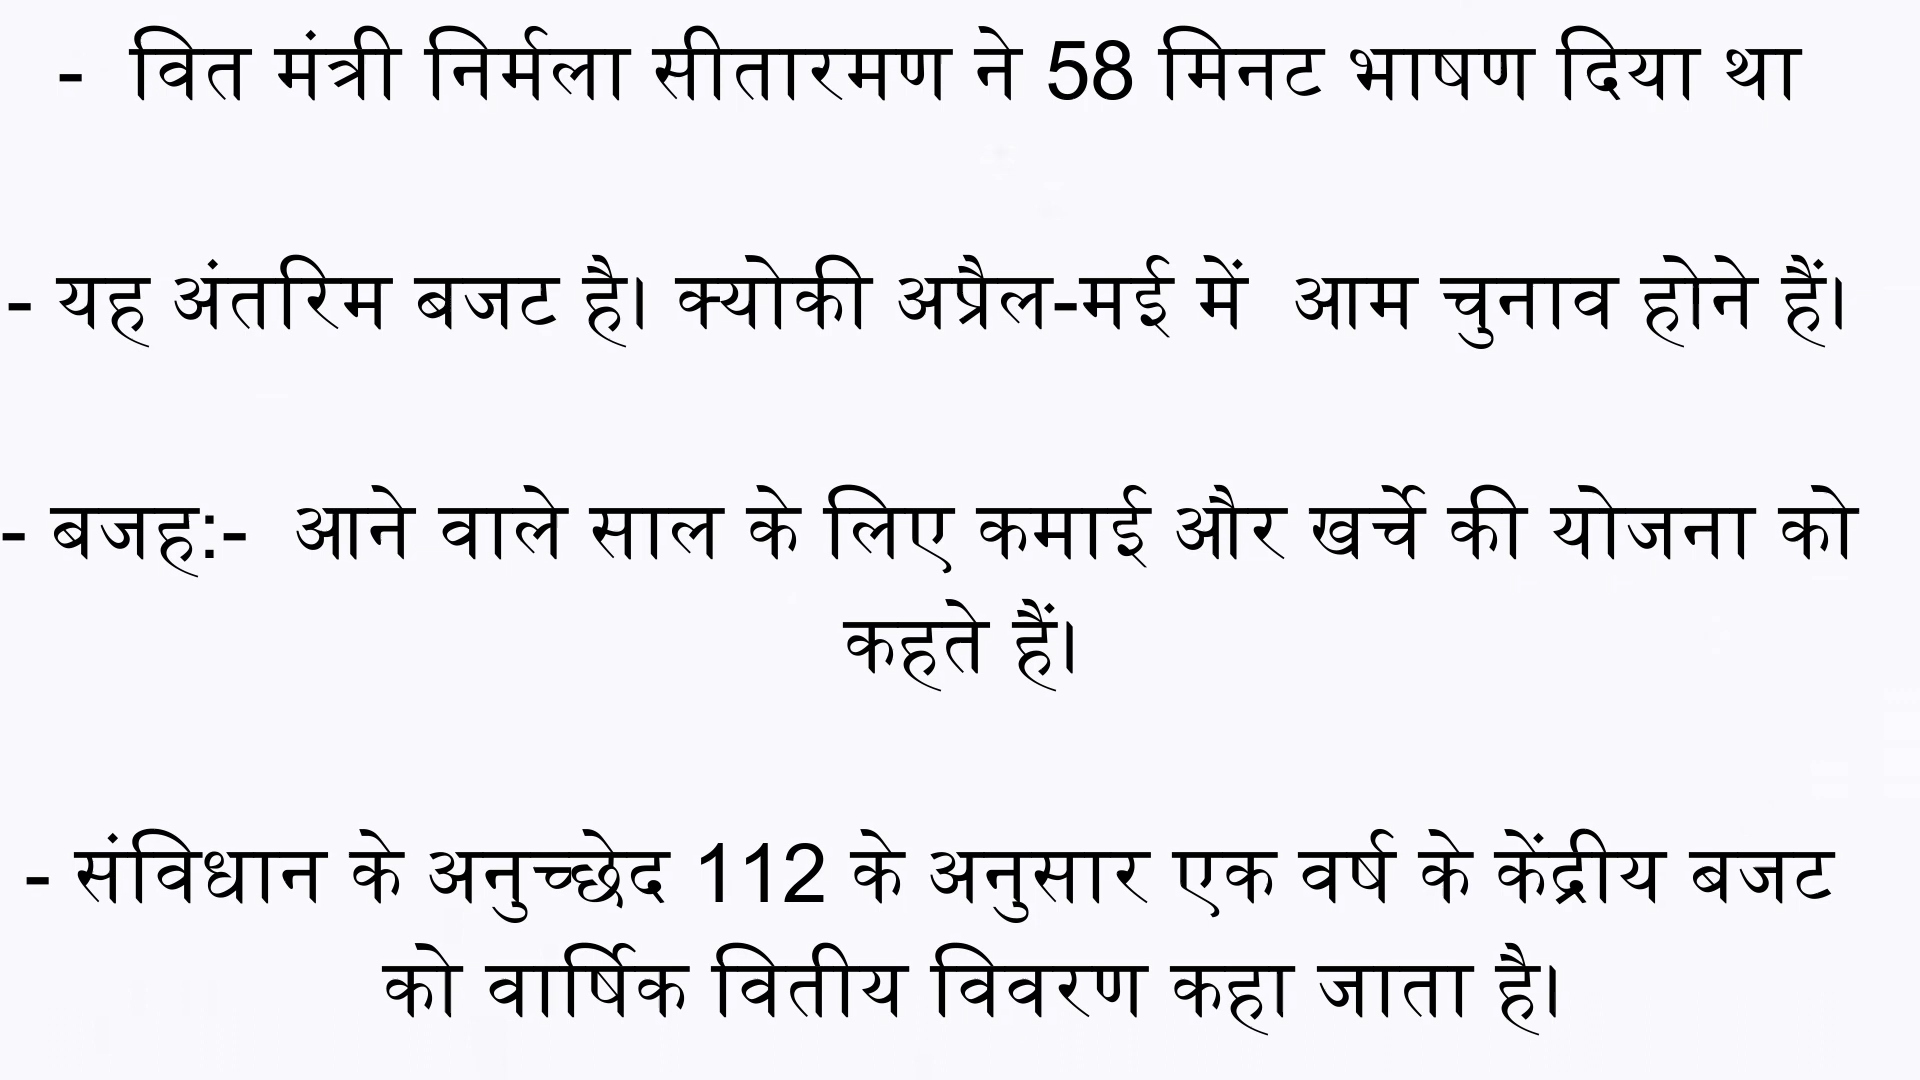 - वित मंत्री निर्मला सीतारमण ने 58 मिनट भाषण दिया था
- यह अंतरिम बजट है। क्योकी अप्रैल-मई में आम चुनाव होने हैं।
- बजह:- आने वाले साल के लिए कमाई और खर्चे की योजना को
कहते हैं।
- संविधान के अनुच्छेद 112 के अनुसार एक वर्ष के केंद्रीय बजट
को वार्षिक वितीय विवरण कहा जाता है।